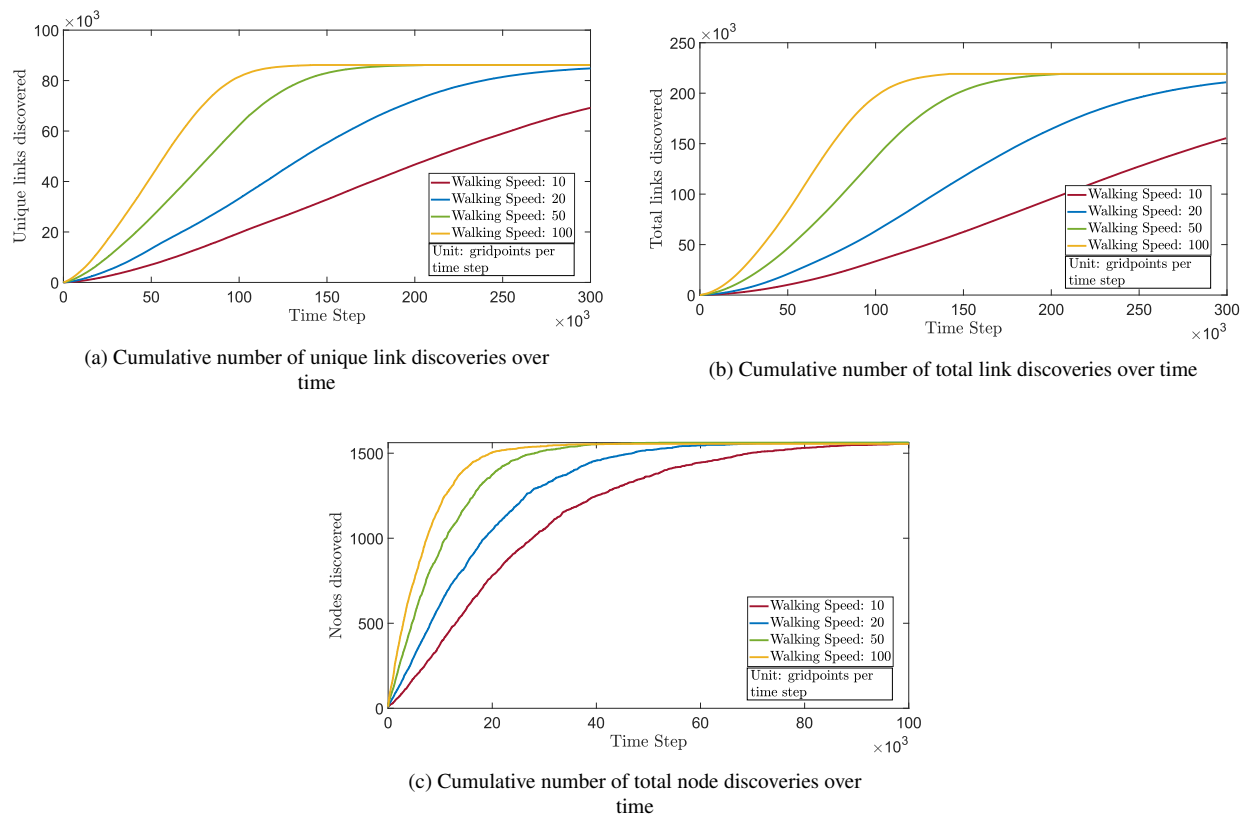 ×10³
100
80
60
40
20
0
Unique links discovered
Walking Speed: 10
Walking Speed: 20
Walking Speed: 50
Walking Speed: 100
Unit: gridpoints per
time step
0 50 100 150 200 250 300
Time Step
×10³
(a) Cumulative number of unique link discoveries over
time
×10³
250
200
150
100
50
0
Total links discovered
Walking Speed: 10
Walking Speed: 20
Walking Speed: 50
Walking Speed: 100
Unit: gridpoints per
time step
0 50 100 150 200 250 300
Time Step
×10³
(b) Cumulative number of total link discoveries over time
1500
1000
500
0
Nodes discovered
Walking Speed: 10
Walking Speed: 20
Walking Speed: 50
Walking Speed: 100
Unit: gridpoints per
time step
0 20 40 60 80 100
Time Step
×10³
(c) Cumulative number of total node discoveries over
time